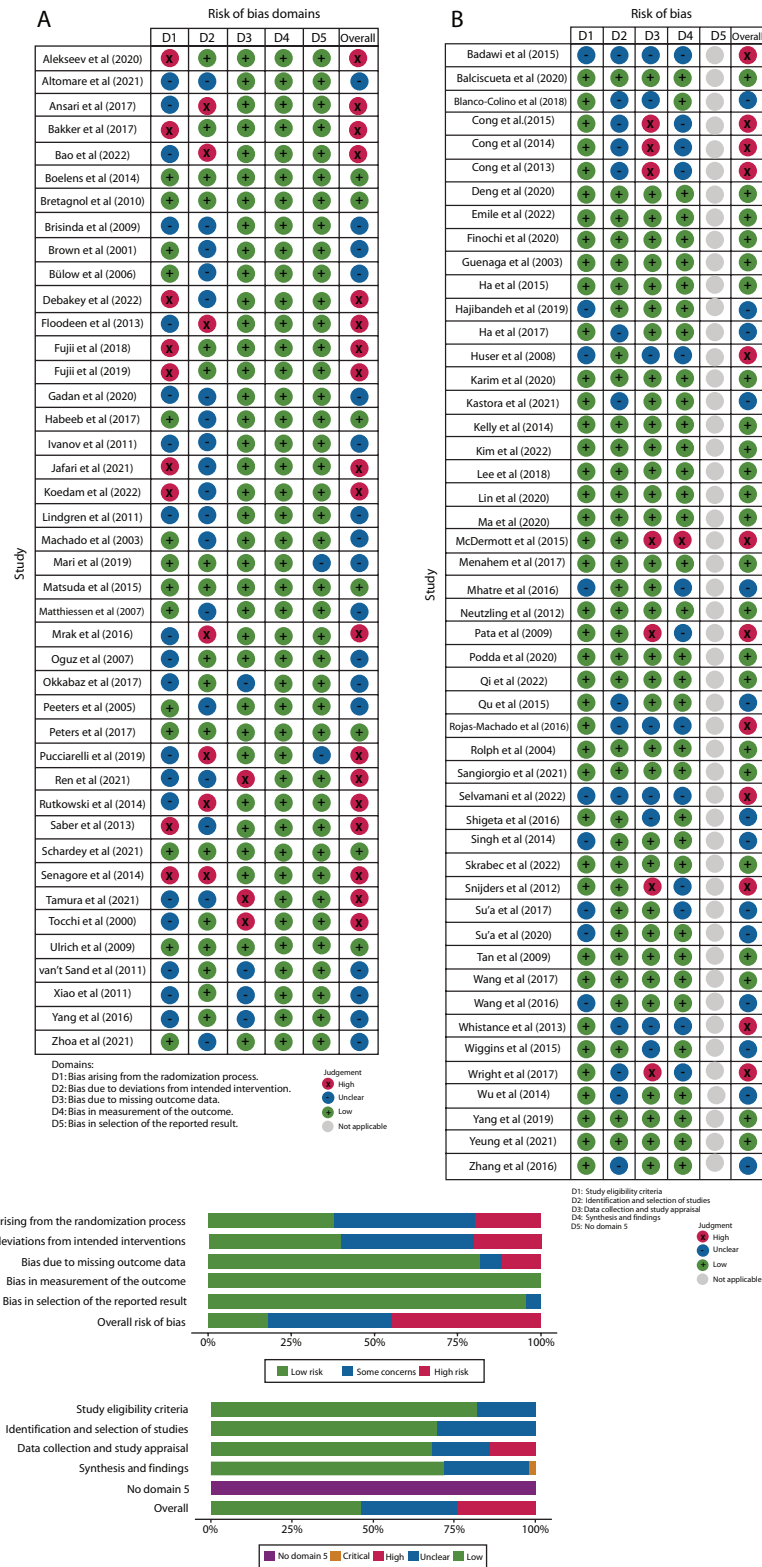 A
Risk of bias domains
D1 D2 D3 D4 D5 Overall
Study
Alekseev et al (2020) x + + + + x
Altomare et al (2021) - - + + + -
Ansari et al (2017) - x + + + x
Bakker et al (2017) x + + + + x
Bao et al (2022) - x + + + x
Boelens et al (2014) + + + + + +
Bretagnol et al (2010) + + + + + +
Brisinda et al (2009) - - + + + -
Brown et al (2001) + - + + + -
Bülow et al (2006) + - + + + -
Debakey et al (2022) x - + + + x
Floodeen et al (2013) - x + + + x
Fujii et al (2018) x + + + + x
Fujii et al (2019) x + + + + x
Gadan et al (2020) - - + + + -
Habeeb et al (2017) + - + + + +
Ivanov et al (2011) - - + + + -
Jafari et al (2021) x - + + + x
Koedam et al (2022) x - + + + x
Lindgren et al (2011) - - + + + -
Machado et al (2003) + - + + + -
Mari et al (2019) + + + + - -
Matsuda et al (2015) + + + + + +
Matthiessen et al (2007) + - + + + -
Mrak et al (2016) - x + + + x
Oguz et al (2007) - + + + + -
Okkabaz et al (2017) - + - + + -
Peeters et al (2005) + - + + + -
Peters et al (2017) + + + + + +
Pucciarelli et al (2019) - x + + - x
Ren et al (2021) - - x + + x
Rutkowski et al (2014) - x + + + x
Saber et al (2013) x - + + + x
Schardey et al (2021) + + + + + +
Senagore et al (2014) x x + + + x
Tamura et al (2021) - - x + + x
Tocchi et al (2000) - + x + + x
Ulrich et al (2009) + + + + + +
van't Sand et al (2011) - + - + + -
Xiao et al (2011) - + - + + -
Yang et al (2016) - + - + + -
Zhoa et al (2021) + - + + + -
Domains:
D1: Bias arising from the radomization process.
D2: Bias due to deviations from intended intervention.
D3: Bias due to missing outcome data.
D4: Bias in measurement of the outcome.
D5: Bias in selection of the reported result.
Judgement
x High
- Unclear
+ Low
Not applicable
B
Risk of bias
D1 D2 D3 D4 D5 Overall
Study
Badawi et al (2015) - - - - x
Balciscueta et al (2020) + + + + +
Blanco-Colino et al (2018) + - - + -
Cong et al.(2015) + - x - x
Cong et al (2014) + - x - x
Cong et al (2013) + - x - x
Deng et al (2020) + + + + +
Emile et al (2022) + + + + +
Finochi et al (2020) + + + + +
Guenaga et al (2003) + + + + +
Ha et al (2015) + + + + +
Hajibandeh et al (2019) - + + + -
Ha et al (2017) + - + + -
Huser et al (2008) - + - - x
Karim et al (2020) + + + + +
Kastora et al (2021) + - + + -
Kelly et al (2014) + + + + +
Kim et al (2022) + + + + +
Lee et al (2018) + + + + +
Lin et al (2020) + + + + +
Ma et al (2020) + + + + +
McDermott et al (2015) + + x x x
Menahem et al (2017) + + + + +
Mhatre et al (2016) - + + - -
Neutzling et al (2012) + + + + +
Pata et al (2009) + + x - x
Podda et al (2020) + + + + +
Qi et al (2022) + + + + +
Qu et al (2015) + - + + -
Rojas-Machado et al (2016) + - - - x
Rolph et al (2004) + + + + +
Sangiorgio et al (2021) + + + + +
Selvamani et al (2022) - - - - x
Shigeta et al (2016) + + - + -
Singh et al (2014) - + + + -
Skrabec et al (2022) + + + + +
Snijders et al (2012) + + x - x
Su'a et al (2017) - + + - -
Su'a et al (2020) - + + + -
Tan et al (2009) + + + + +
Wang et al (2017) + + + + +
Wang et al (2016) - + + + -
Whistance et al (2013) + - - - x
Wiggins et al (2015) + + - + -
Wright et al (2017) + - x - x
Wu et al (2014) + - + + -
Yang et al (2019) + + + + +
Yeung et al (2021) + + + + +
Zhang et al (2016) + - + + -
D1: Study eligibility criteria
D2: Identification and selection of studies
D3: Data collection and study appraisal
D4: Synthesis and findings
D5: No domain 5
Judgment
x High
- Unclear
+ Low
Not applicable
rising from the randomization process
deviations from intended interventions
Bias due to missing outcome data
Bias in measurement of the outcome
Bias in selection of the reported result
Overall risk of bias
0% 25% 50% 75% 100%
Low risk Some concerns High risk
Study eligibility criteria
Identification and selection of studies
Data collection and study appraisal
Synthesis and findings
No domain 5
Overall
0% 25% 50% 75% 100%
No domain 5 Critical High Unclear Low